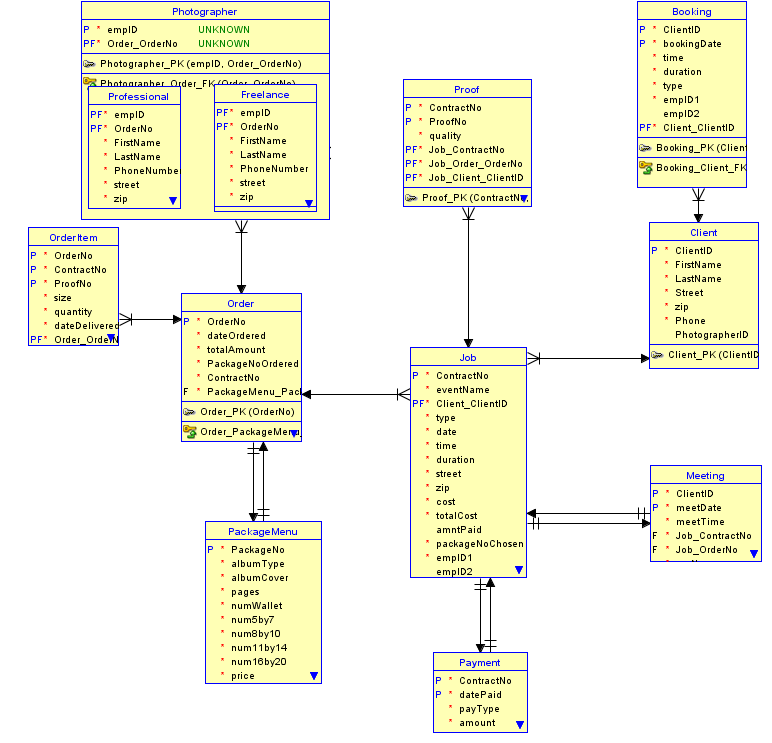 Photographer
P * empID UNKNOWN
PF* Order_OrderNo UNKNOWN
Photographer_PK (empID, Order_OrderNo)
Photographer_Order_FK (Order_OrderNo)
Professional
PF* empID
PF* OrderNo
* FirstName
* LastName
* PhoneNumber
* street
* zip
Freelance
PF* empID
PF* OrderNo
* FirstName
* LastName
* PhoneNumber
* street
* zip
Proof
P * ContractNo
P * ProofNo
* quality
PF* Job_ContractNo
PF* Job_Order_OrderNo
PF* Job_Client_ClientID
Proof_PK (ContractNo,
Booking
P * ClientID
P * bookingDate
* time
* duration
* type
* empID1
empID2
PF* Client_ClientID
Booking_PK (Client
Booking_Client_FK
OrderItem
P * OrderNo
P * ContractNo
P * ProofNo
* size
* quantity
* dateDelivered
PF* Order_OrderN
Order
P * OrderNo
* dateOrdered
* totalAmount
* PackageNoOrdered
* ContractNo
F * PackageMenu_Pack
Order_PK (OrderNo)
Order_PackageMenu_
Client
P * ClientID
* FirstName
* LastName
* Street
* zip
* Phone
PhotographerID
Client_PK (ClientID
Job
P * ContractNo
* eventName
PF* Client_ClientID
* type
* date
* time
* duration
* street
* zip
* cost
* totalCost
amntPaid
* packageNoChosen
* empID1
empID2
Meeting
P * ClientID
P * meetDate
* meetTime
F * Job_ContractNo
F * Job_OrderNo
PackageMenu
P * PackageNo
* albumType
* albumCover
* pages
* numWallet
* num5by7
* num8by10
* num11by14
* num16by20
* price
Payment
P * ContractNo
P * datePaid
* payType
* amount